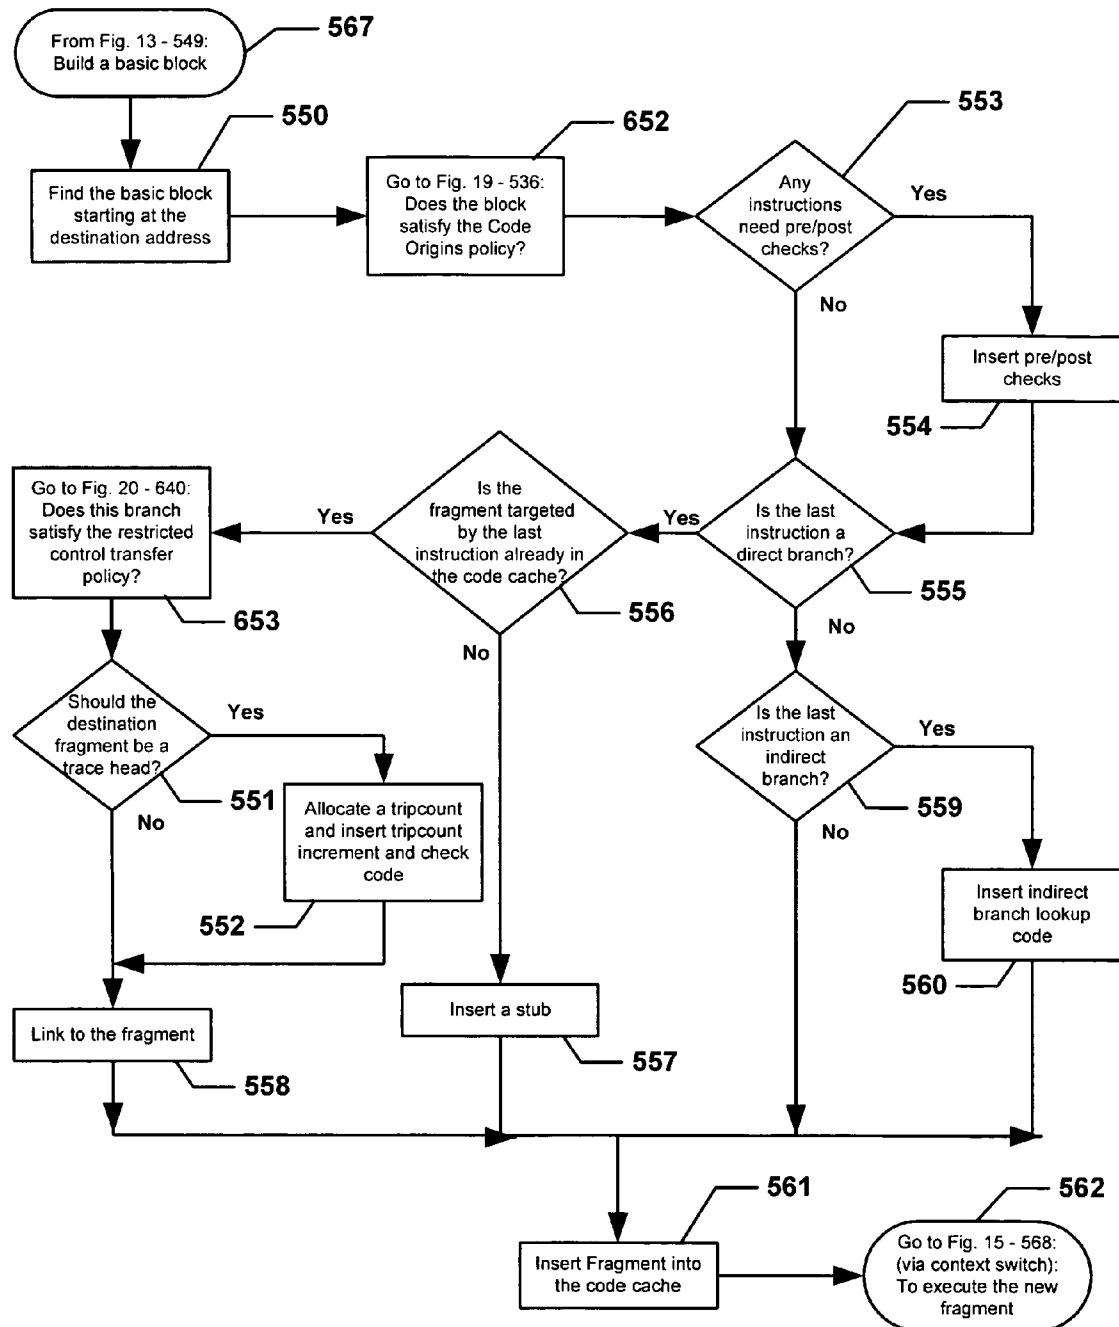 From Fig. 13 - 549:
Build a basic block
567
550
Find the basic block
starting at the
destination address
652
Go to Fig. 19 - 536:
Does the block
satisfy the Code
Origins policy?
553
Any
instructions
need pre/post
checks?
Yes
No
Insert pre/post
checks
554
Is the last
instruction a
direct branch?
555
Yes
No
Is the
fragment targeted
by the last
instruction already in
the code cache?
556
Yes
No
Go to Fig. 20 - 640:
Does this branch
satisfy the restricted
control transfer
policy?
653
Should the
destination
fragment be a
trace head?
551
Yes
No
Allocate a tripcount
and insert tripcount
increment and check
code
552
Is the last
instruction an
indirect
branch?
559
Yes
No
Insert indirect
branch lookup
code
560
Link to the fragment
558
Insert a stub
557
561
Insert Fragment into
the code cache
562
Go to Fig. 15 - 568:
(via context switch):
To execute the new
fragment